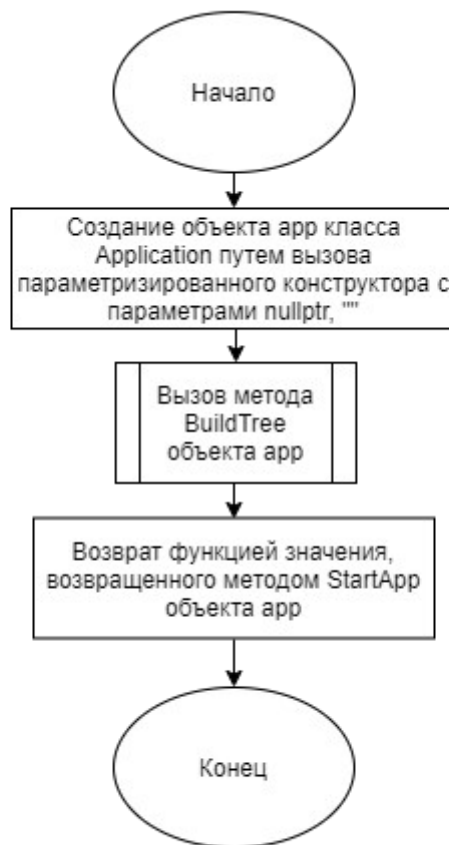 Начало
Создание объекта app класса
Application путем вызова
параметризированного конструктора с
параметрами nullptr, ""
Вызов метода
BuildTree
объекта app
Возврат функцией значения,
возвращенного методом StartApp
объекта app
Конец